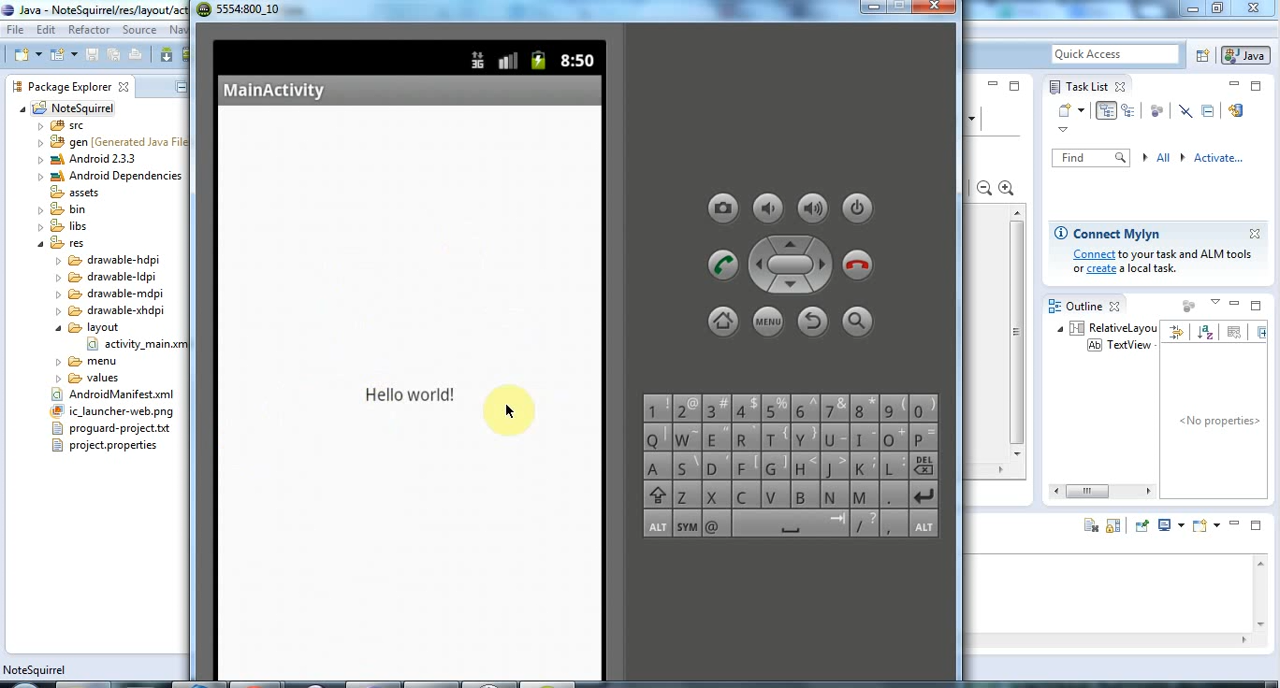 Java - NoteSquirrel/res/layout/act
5554:800_10
File Edit Refactor Source Nav
Quick Access
Java
Package Explorer
NoteSquirrel
src
gen [Generated Java File
Android 2.3.3
Android Dependencies
assets
bin
libs
res
drawable-hdpi
drawable-ldpi
drawable-mdpi
drawable-xhdpi
layout
activity_main.xm
menu
values
AndroidManifest.xml
ic_launcher-web.png
proguard-project.txt
project.properties
NoteSquirrel
3G 8:50
MainActivity
Hello world!
MENU
1 ! 2 @ 3 # 4 $ 5 % 6 ^ 7 & 8 * 9 ( 0 )
Q | W ~ E " R ` T { Y } U _ I - O + P =
A S \ D ' F [ G ] H < J > K ; L : DEL
Z X C V B N M .
ALT SYM @ / ? , ALT
Task List
Find All Activate...
Connect Mylyn
Connect to your task and ALM tools
or create a local task.
Outline
RelativeLayou
Ab TextView -
<No properties>